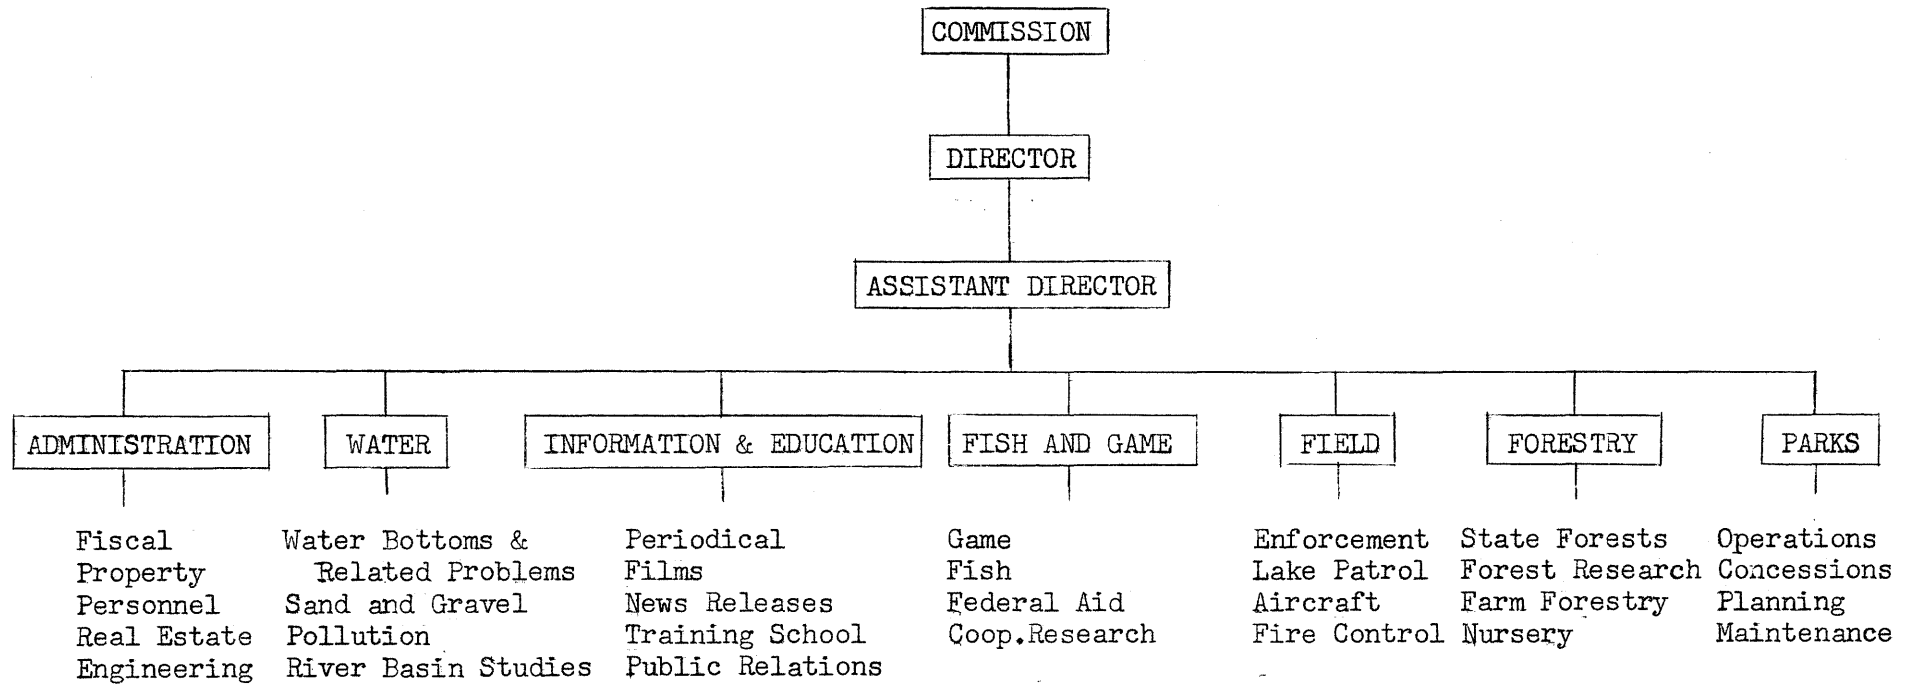 COMMISSION
DIRECTOR
ASSISTANT DIRECTOR
ADMINISTRATION
WATER
INFORMATION & EDUCATION
FISH AND GAME
FIELD
FORESTRY
PARKS
Fiscal
Property
Personnel
Real Estate
Engineering
Water Bottoms &
Related Problems
Sand and Gravel
Pollution
River Basin Studies
Periodical
Films
News Releases
Training School
Public Relations
Game
Fish
Federal Aid
Coop.Research
Enforcement
Lake Patrol
Aircraft
Fire Control
State Forests
Forest Research
Farm Forestry
Nursery
Operations
Concessions
Planning
Maintenance